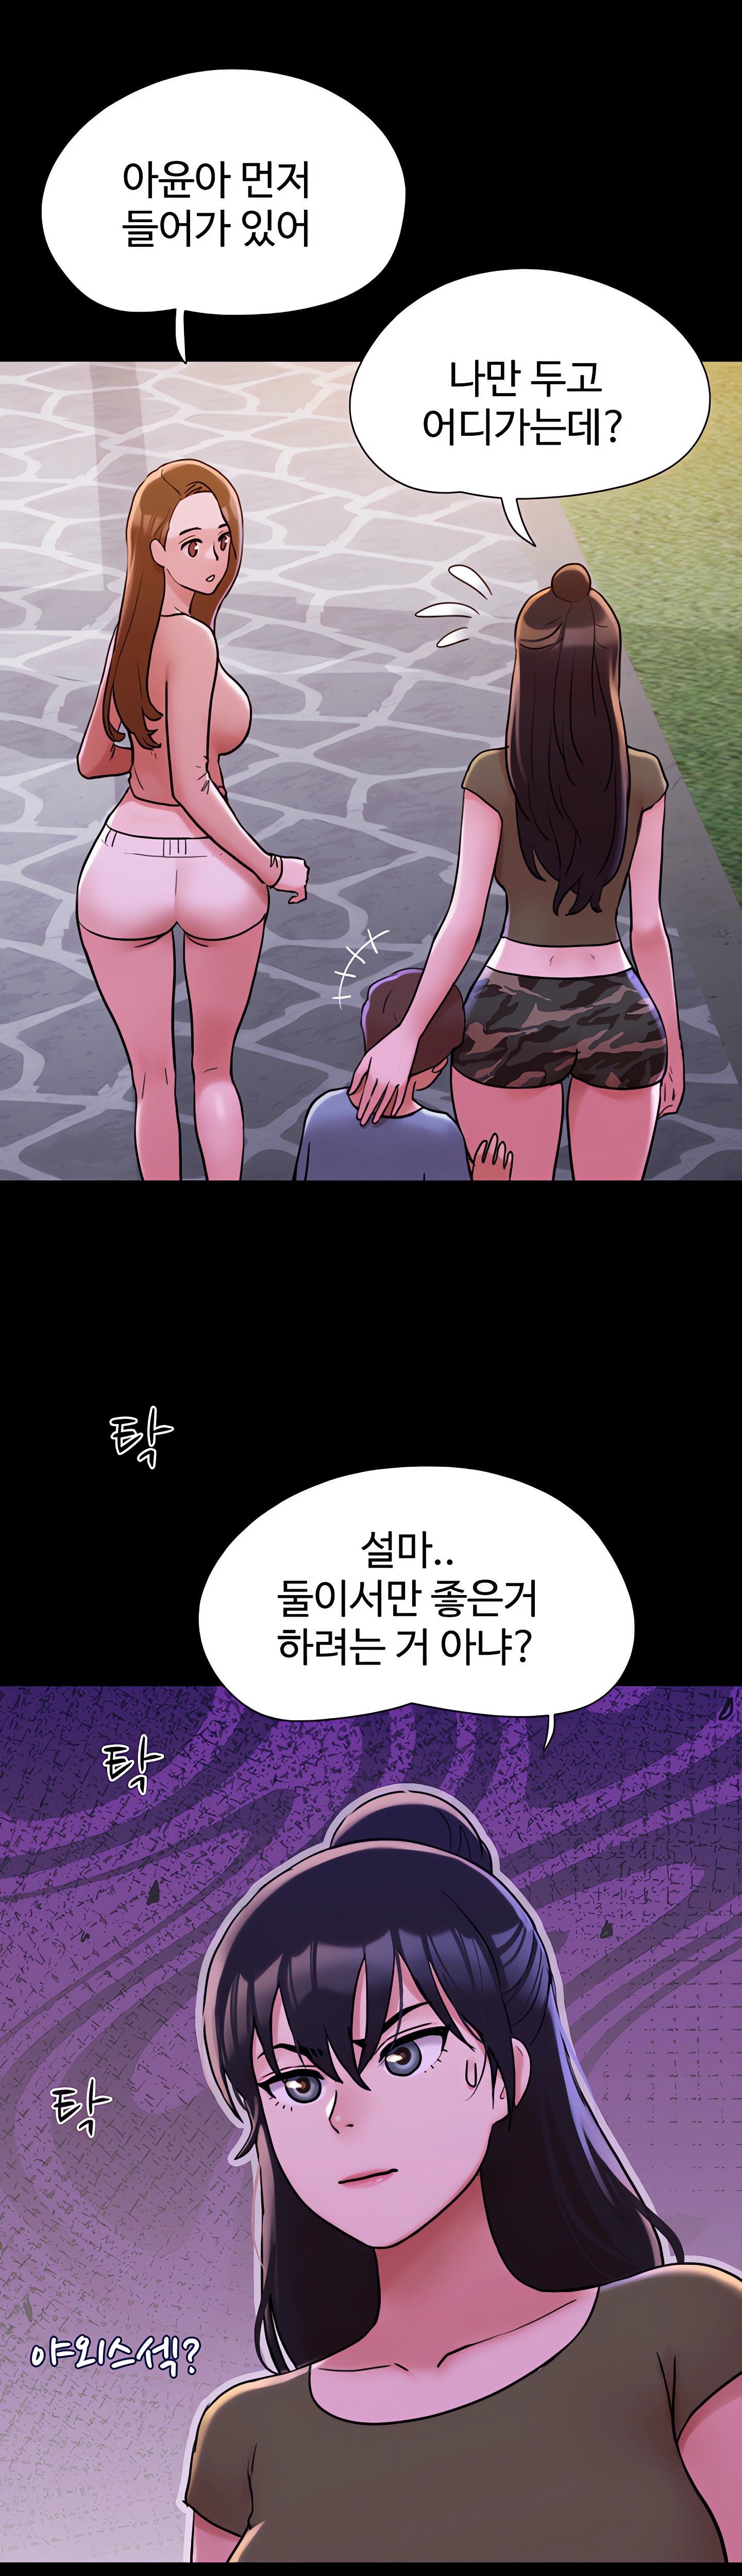 아윤아 먼저
들어가 있어
나만 두고
어디가는데?
탁
설마..
둘이서만 좋은거
하려는 거 아냐?
탁
탁
야외스섹?